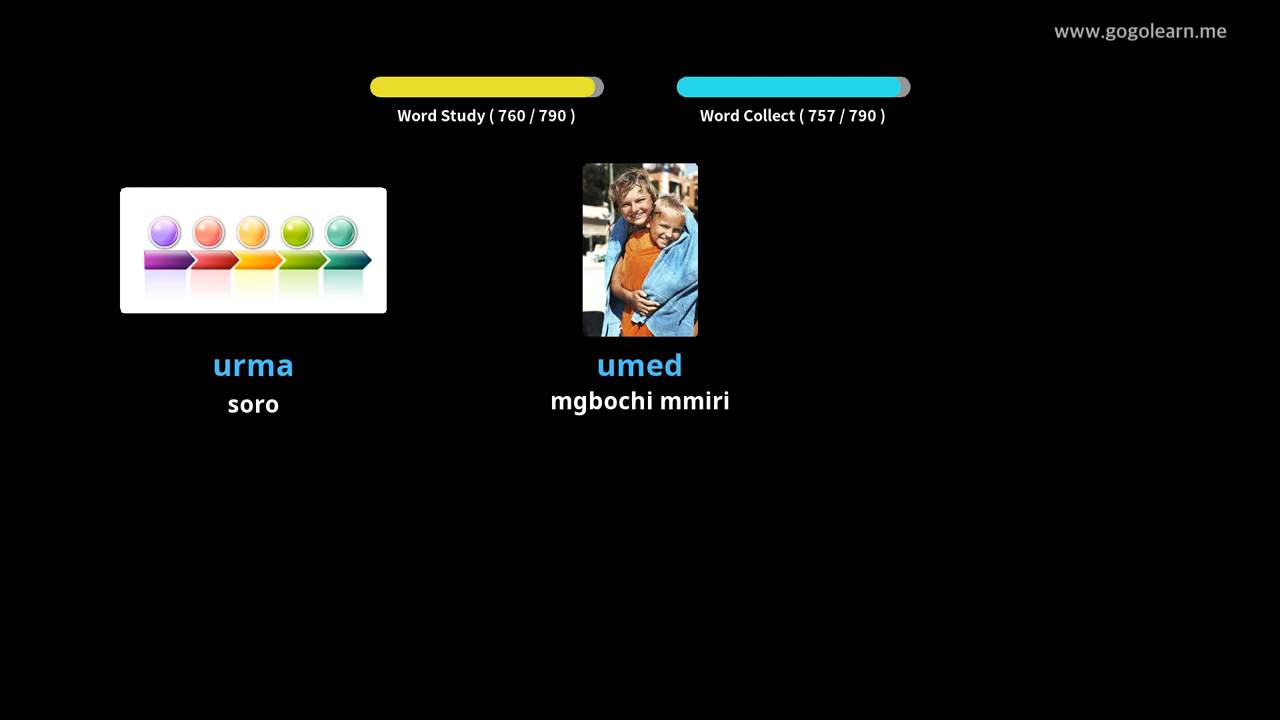 www.gogolearn.me
Word Study ( 760 / 790 )
Word Collect ( 757 / 790 )
urma
soro
umed
mgbochi mmiri